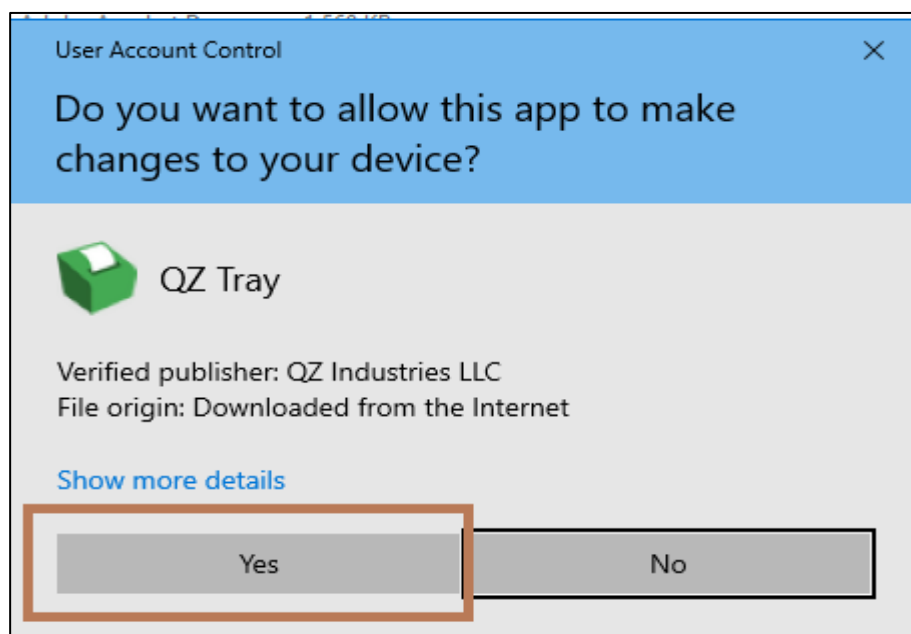 User Account Control
Do you want to allow this app to make
changes to your device?
QZ Tray
Verified publisher: QZ Industries LLC
File origin: Downloaded from the Internet
Show more details
Yes
No